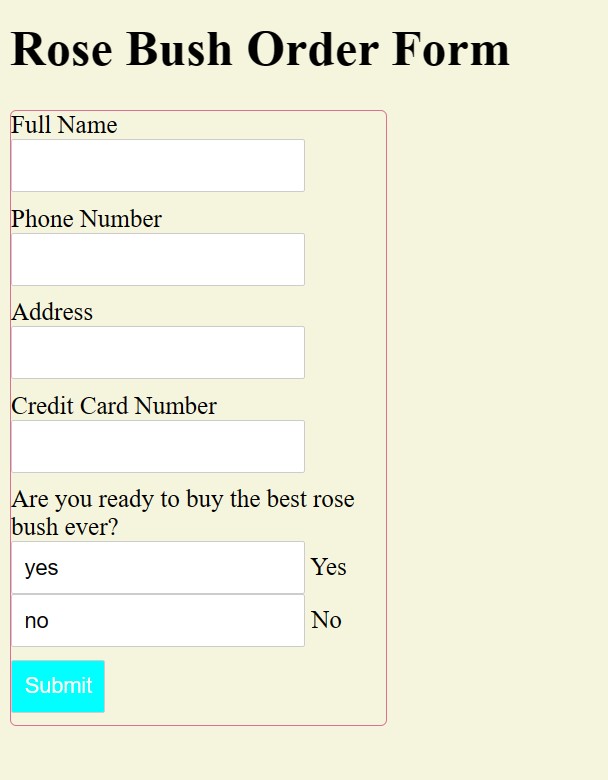 Rose Bush Order Form
Full Name
Phone Number
Address
Credit Card Number
Are you ready to buy the best rose
bush ever?
yes Yes
no No
Submit